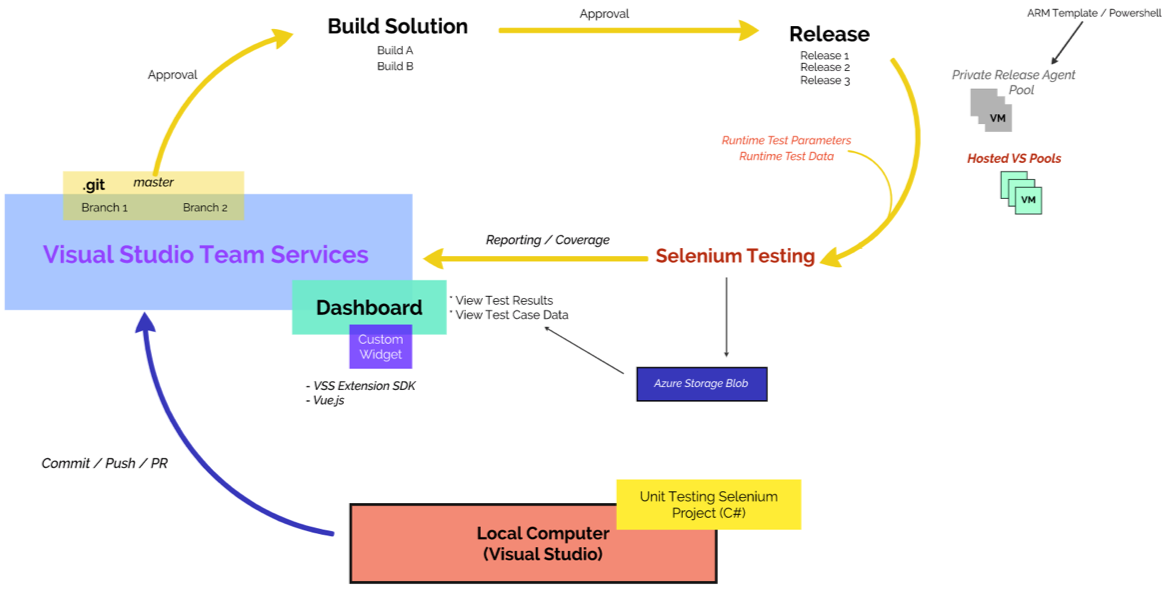 Build Solution
Build A
Build B
Approval
Release
Release 1
Release 2
Release 3
ARM Template / Powershell
Private Release Agent
Pool
VM
Hosted VS Pools
VM
Approval
Runtime Test Parameters
Runtime Test Data
.git
master
Branch 1
Branch 2
Visual Studio Team Services
Reporting / Coverage
Selenium Testing
Dashboard
* View Test Results
* View Test Case Data
Custom
Widget
- VSS Extension SDK
- Vue.js
Azure Storage Blob
Commit / Push / PR
Unit Testing Selenium
Project (C#)
Local Computer
(Visual Studio)